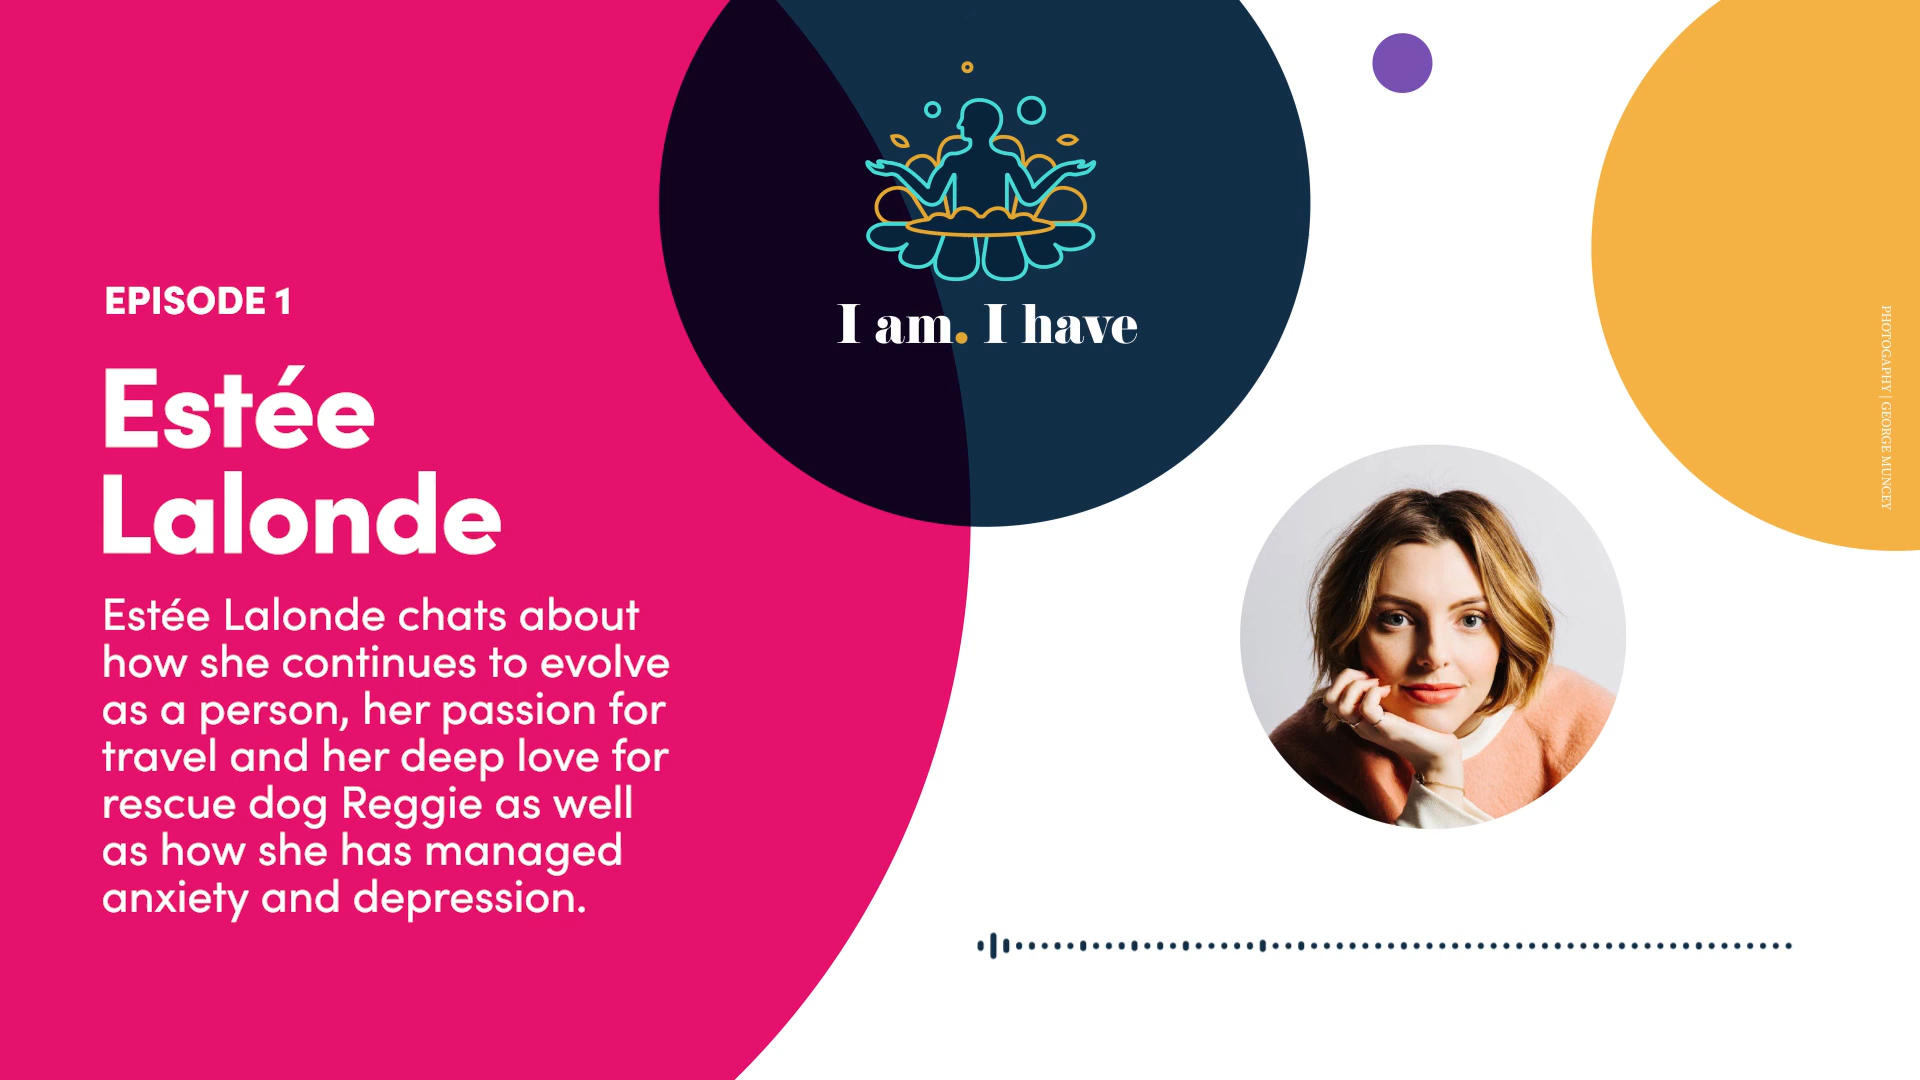 I am. I have
EPISODE 1
Estée
Lalonde
Estée Lalonde chats about
how she continues to evolve
as a person, her passion for
travel and her deep love for
rescue dog Reggie as well
as how she has managed
anxiety and depression.
PHOTOGAPHY | GEORGE MUNCEY